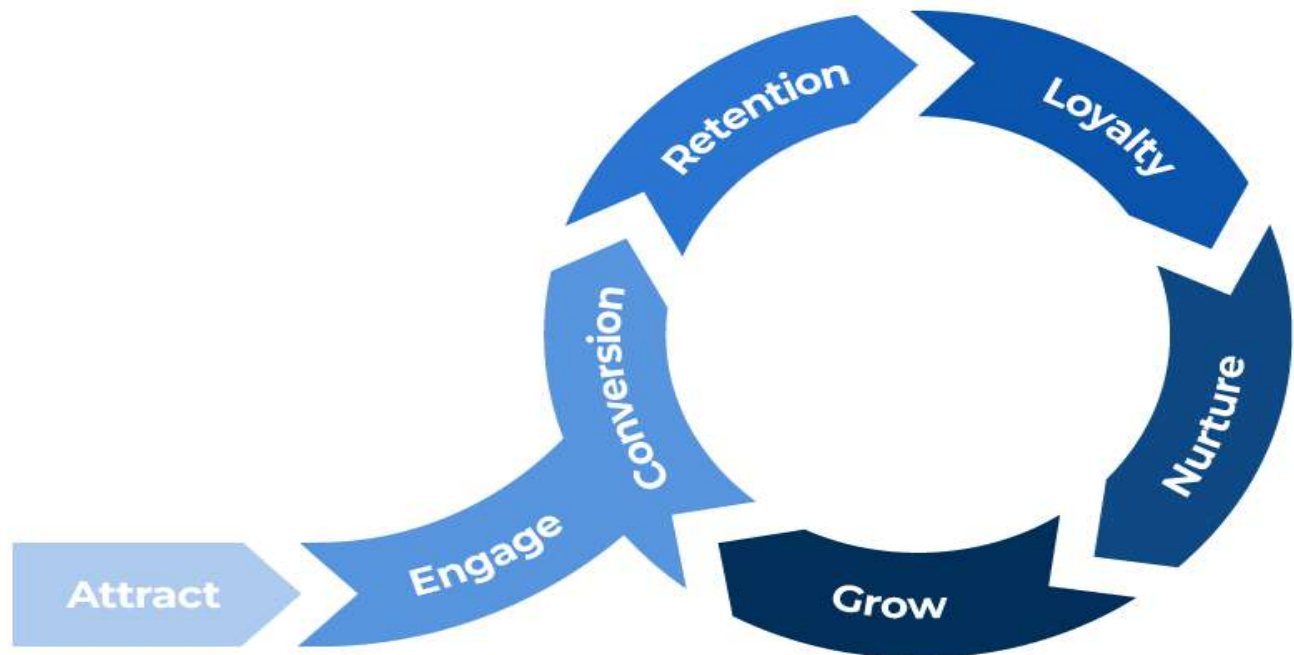 Attract
Engage
Conversion
Retention
Loyalty
Nurture
Grow